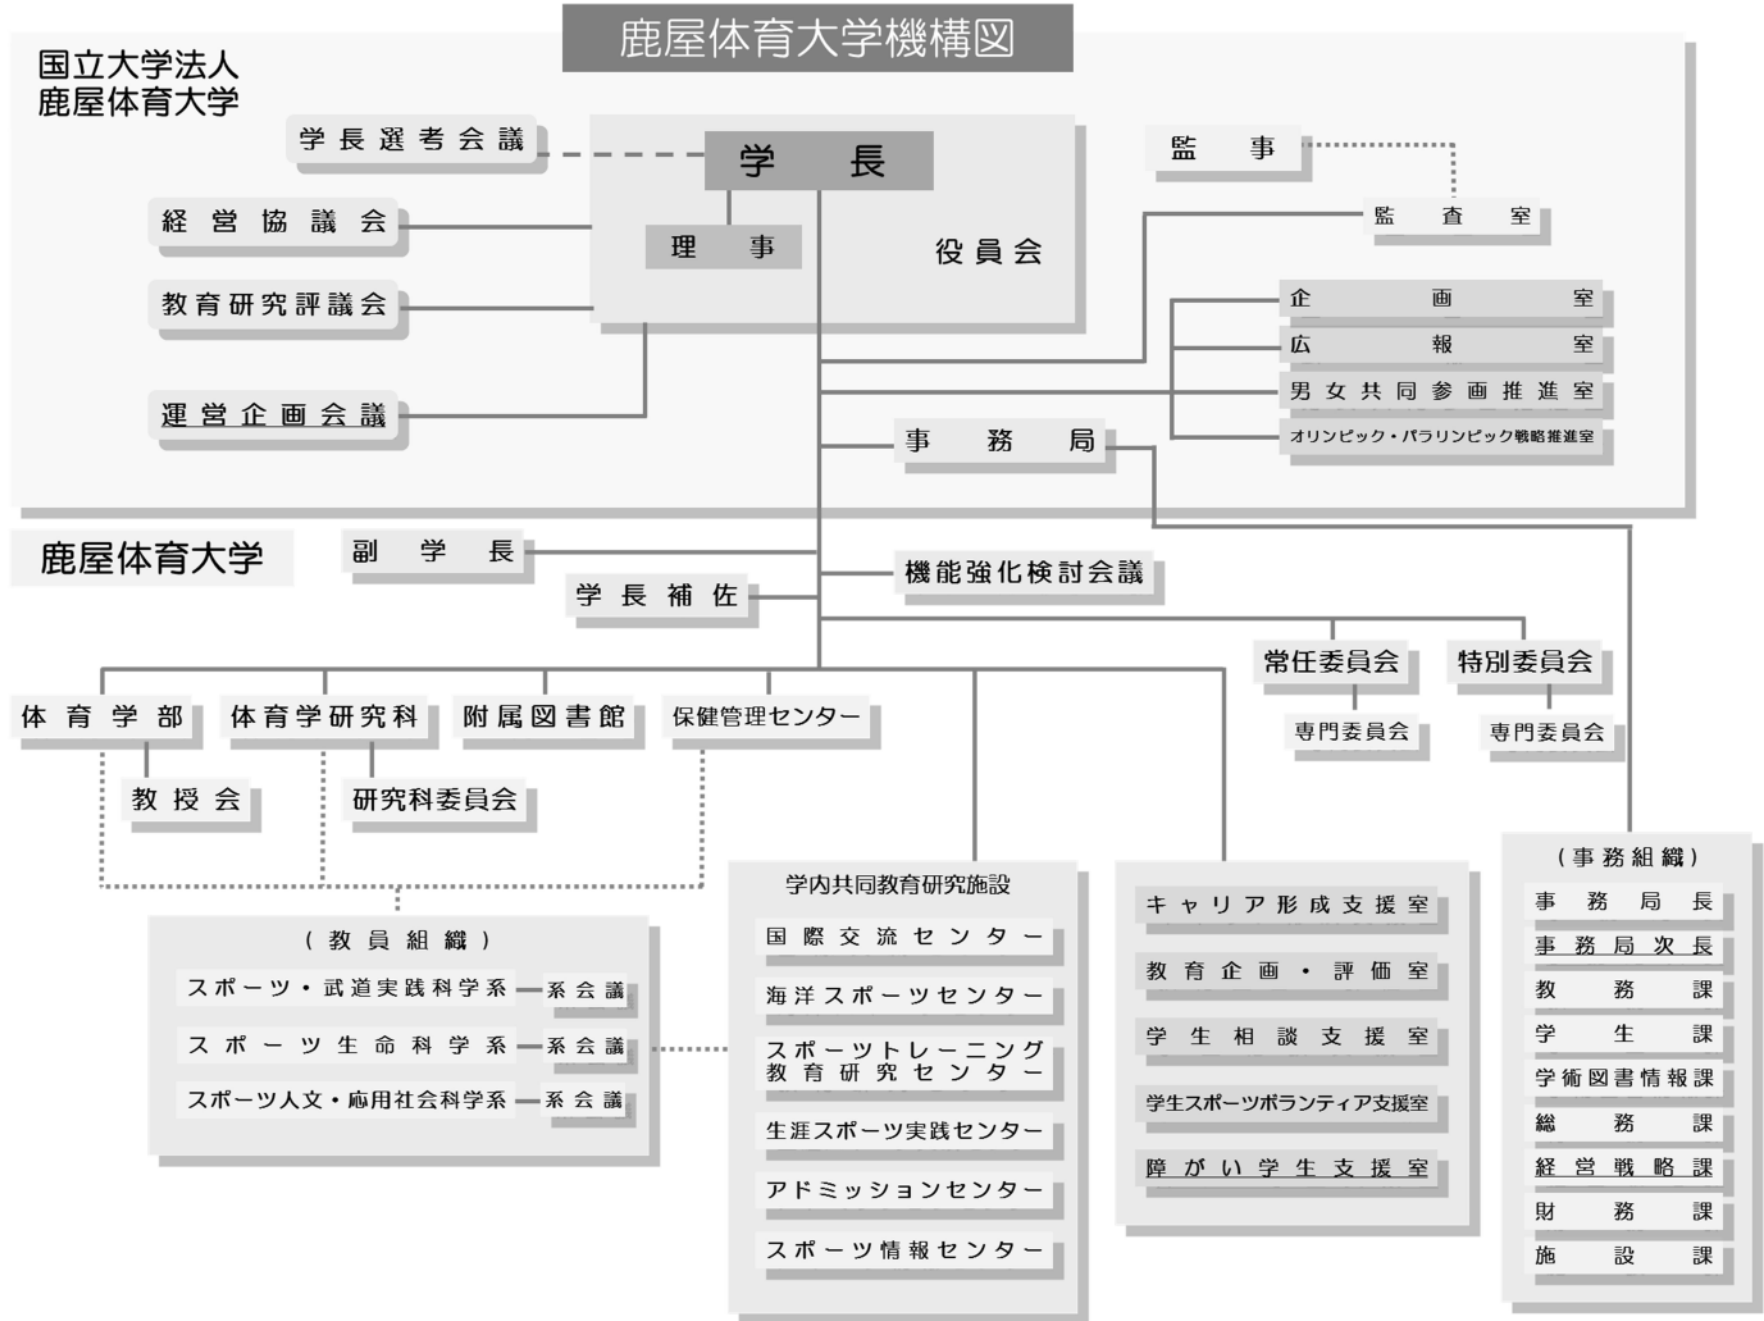 鹿屋体育大学機構図
国立大学法人
鹿屋体育大学
学長選考会議
学長
監事
経営協議会
理事
役員会
監査室
教育研究評議会
企画室
広報室
運営企画会議
男女共同参画推進室
事務局
オリンピック・パラリンピック戦略推進室
鹿屋体育大学
副学長
機能強化検討会議
学長補佐
常任委員会
特別委員会
専門委員会
専門委員会
体育学部
体育学研究科
附属図書館
保健管理センター
教授会
研究科委員会
(教員組織)
スポーツ・武道実践科学系
系会議
スポーツ生命科学系
系会議
スポーツ人文・応用社会科学系
系会議
学内共同教育研究施設
国際交流センター
海洋スポーツセンター
スポーツトレーニング
教育研究センター
生涯スポーツ実践センター
アドミッションセンター
スポーツ情報センター
キャリア形成支援室
教育企画・評価室
学生相談支援室
学生スポーツボランティア支援室
障がい学生支援室
(事務組織)
事務局長
事務局次長
教務課
学生課
学術図書情報課
総務課
経営戦略課
財務課
施設課